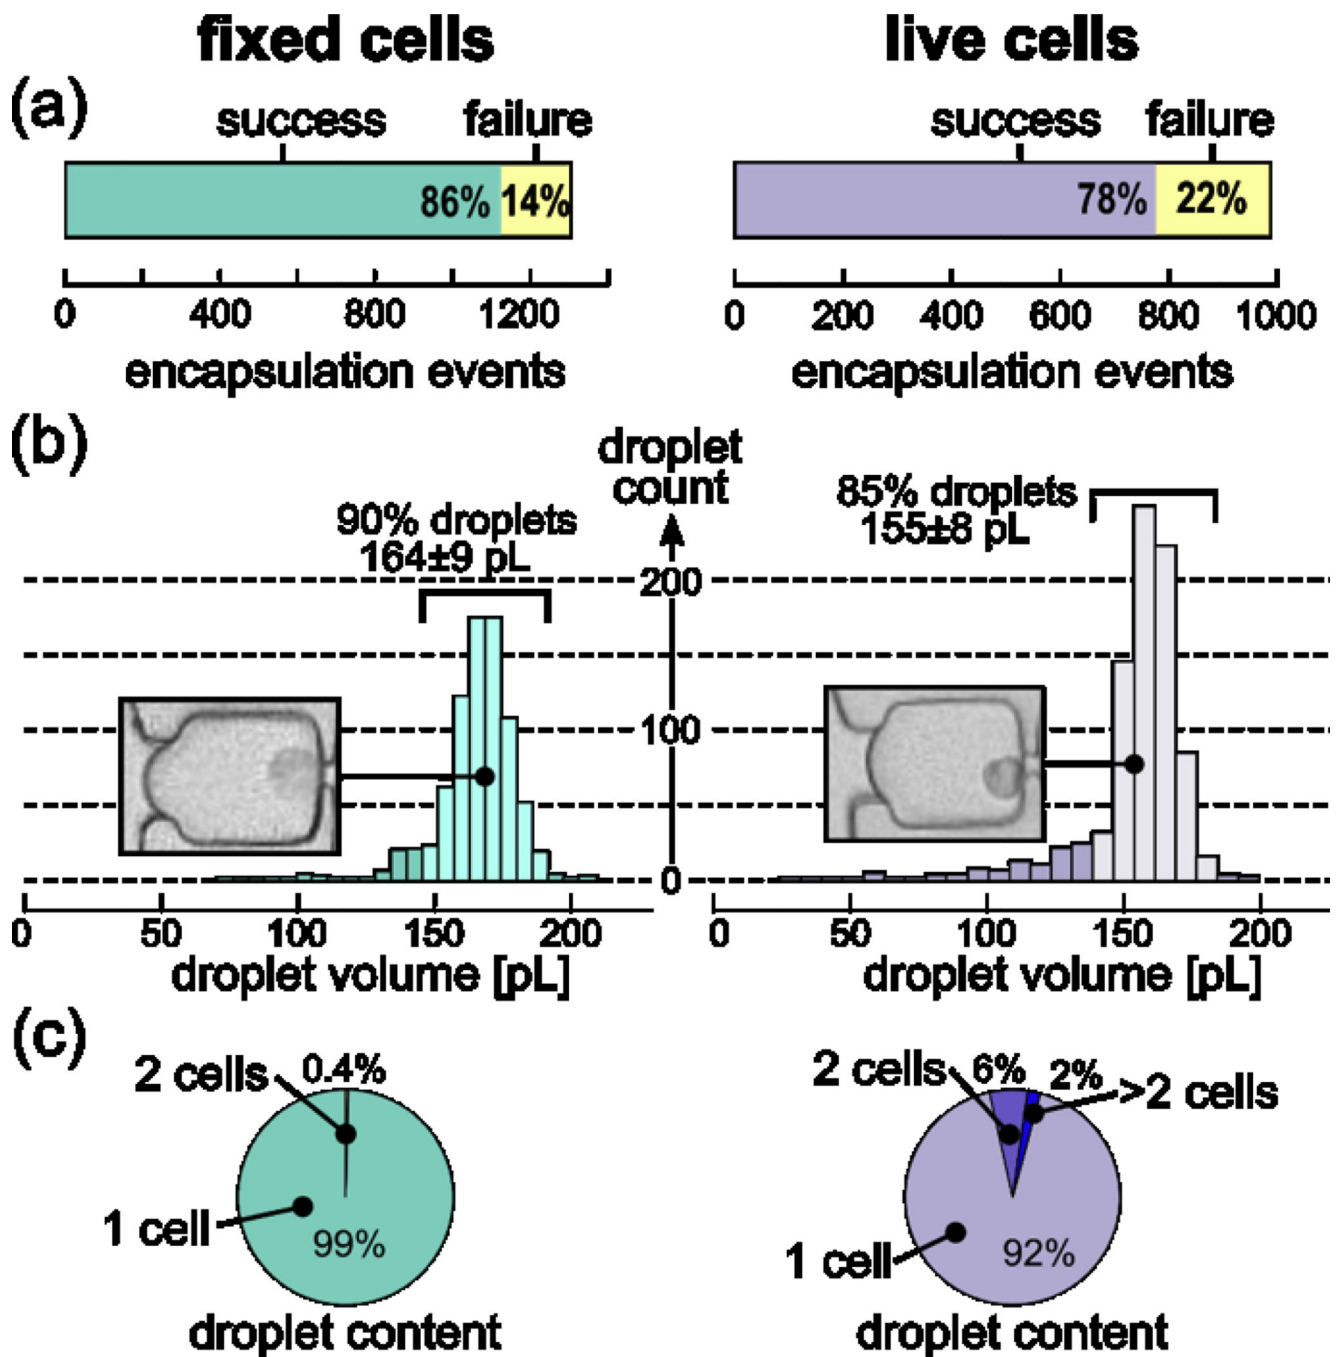 fixed cells
live cells
(a)
success failure
success failure
86% 14%
78% 22%
0 400 800 1200
0 200 400 600 800 1000
encapsulation events
encapsulation events
(b)
droplet
count
90% droplets
164±9 pL
85% droplets
155±8 pL
200
100
0
0 50 100 150 200
0 50 100 150 200
droplet volume [pL]
droplet volume [pL]
(c)
2 cells 0.4%
1 cell
99%
droplet content
2 cells 6% 2% >2 cells
1 cell
92%
droplet content